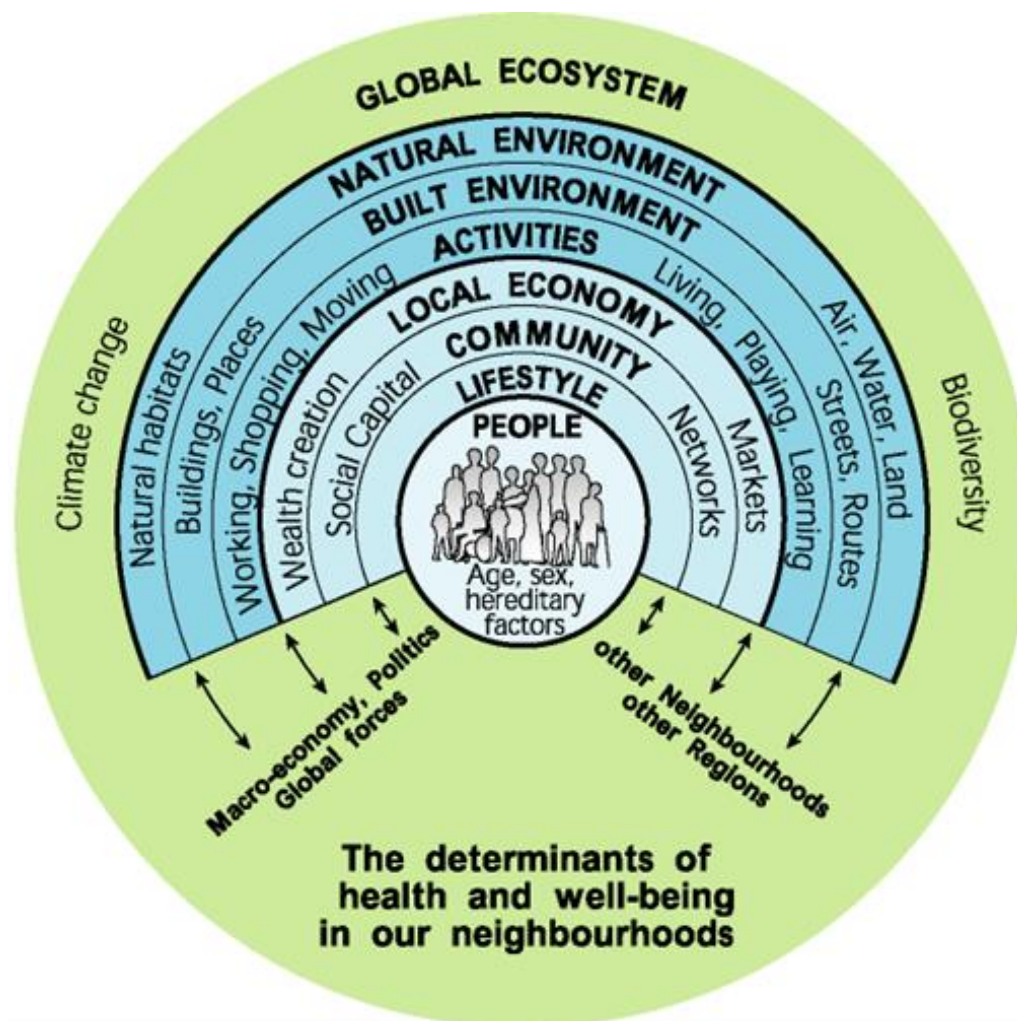 GLOBAL ECOSYSTEM
NATURAL ENVIRONMENT
BUILT ENVIRONMENT
ACTIVITIES
LOCAL ECONOMY
COMMUNITY
LIFESTYLE
PEOPLE
Age, sex,
hereditary
factors
Climate change
Natural habitats
Buildings, Places
Working, Shopping, Moving
Wealth creation
Social Capital
Networks
Markets
Living, Playing, Learning
Streets, Routes
Air, Water, Land
Biodiversity
Macro-economy, Politics
Global forces
other Neighbourhoods
other Regions
The determinants of
health and well-being
in our neighbourhoods